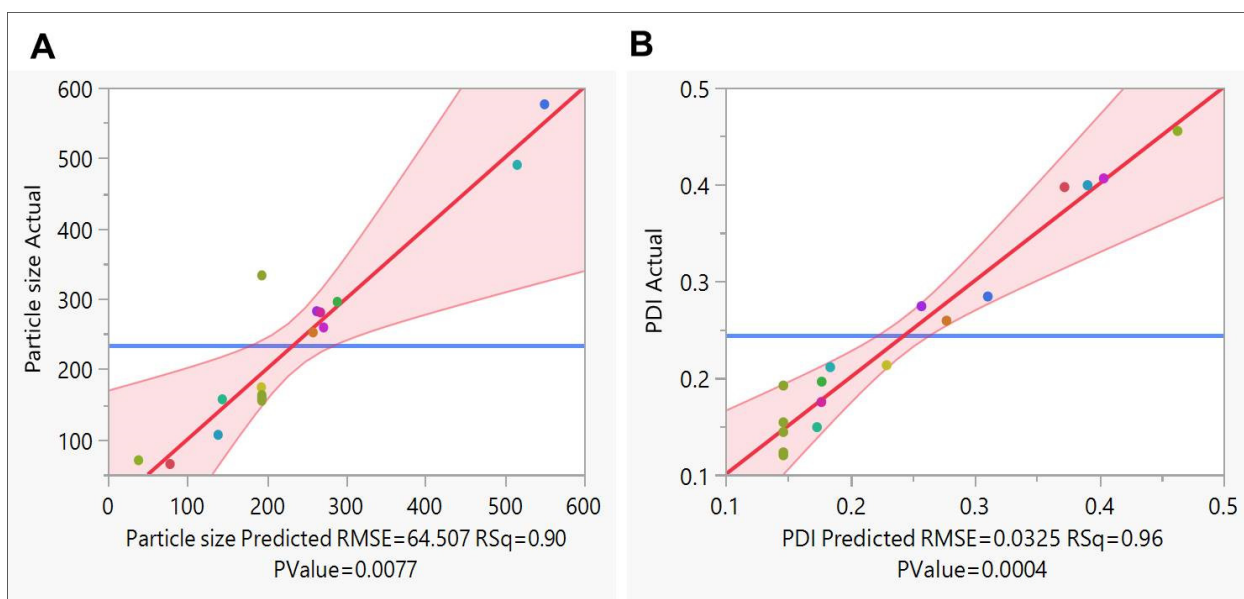 A
B
Particle size Actual
600
500
400
300
200
100
0
100
200
300
400
500
600
Particle size Predicted RMSE=64.507 RSq=0.90
PValue=0.0077
PDI Actual
0.5
0.4
0.3
0.2
0.1
0.1
0.2
0.3
0.4
0.5
PDI Predicted RMSE=0.0325 RSq=0.96
PValue=0.0004